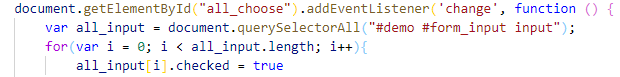 document.getElementById("all_choose").addEventListener('change', function () {
    var all_input = document.querySelectorAll("#demo #form_input input");
    for(var i = 0; i < all_input.length; i++){
        all_input[i].checked = true